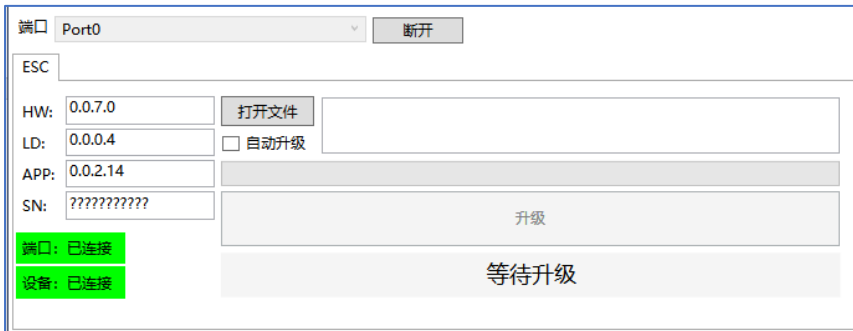 端口 Port0 断开
ESC
HW: 0.0.7.0 打开文件
LD: 0.0.0.4 自动升级
APP: 0.0.2.14
SN: ???????????
升级
端口：已连接
设备：已连接
等待升级